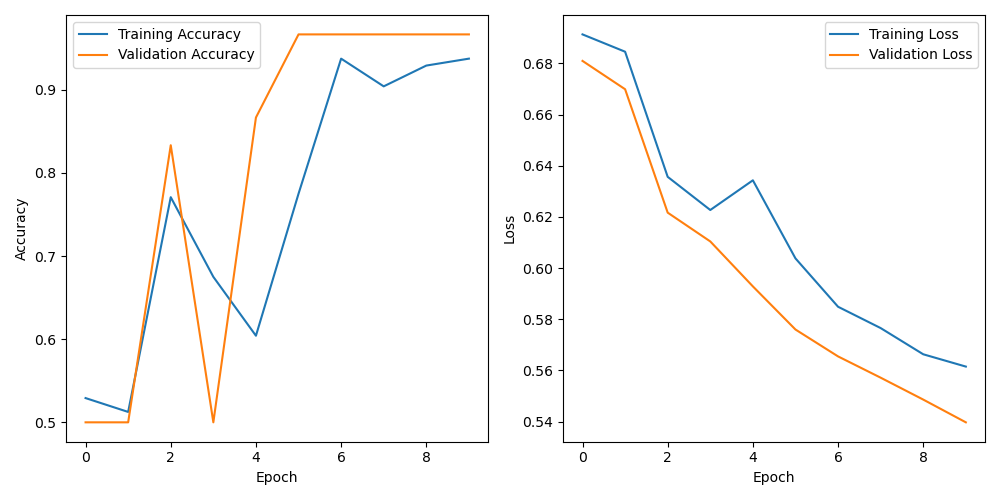 Training Accuracy
Validation Accuracy
0.9
0.8
0.7
0.6
0.5
Accuracy
0 2 4 6 8
Epoch
Training Loss
Validation Loss
0.68
0.66
0.64
0.62
0.60
0.58
0.56
0.54
Loss
0 2 4 6 8
Epoch